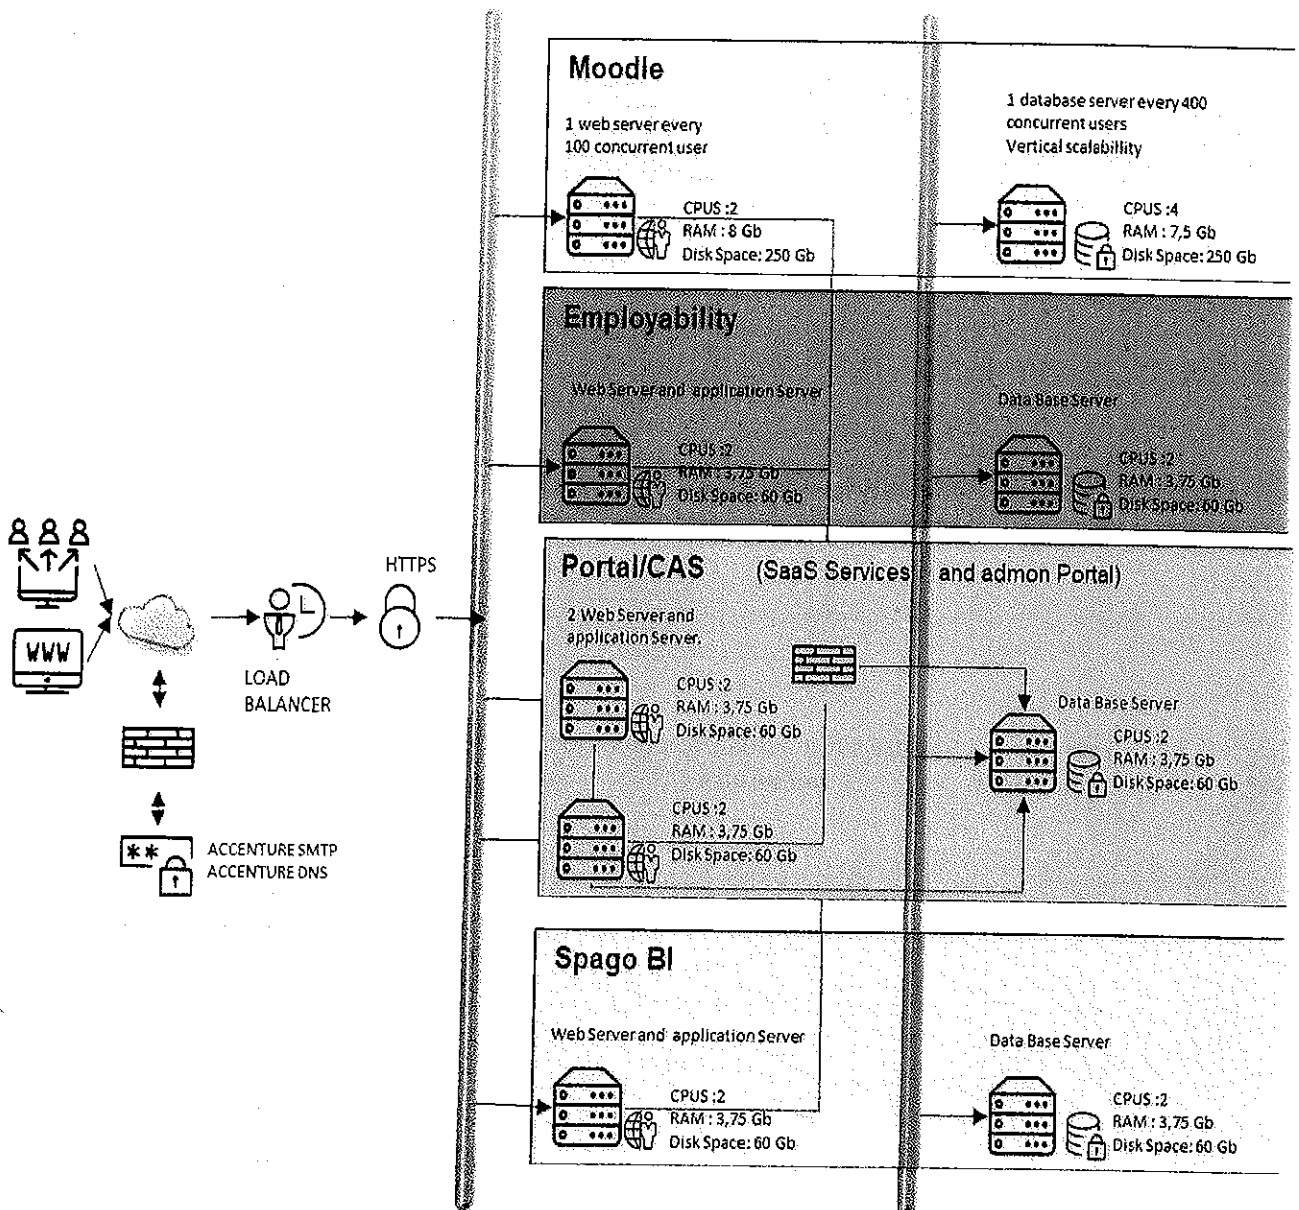 Moodle
1 web server every
100 concurrent user
CPUS :2
RAM : 8 Gb
Disk Space: 250 Gb
1 database server every 400
concurrent users
Vertical scalabillity
CPUS :4
RAM : 7,5 Gb
Disk Space: 250 Gb
Employability
Web Server and application Server
CPUS :2
RAM : 3,75 Gb
Disk Space: 60 Gb
Data Base Server
CPUS :2
RAM : 3,75 Gb
Disk Space: 60 Gb
WWW
LOAD
BALANCER
HTTPS
**
ACCENTURE SMTP
ACCENTURE DNS
Portal/CAS (SaaS Services and admon Portal)
2 Web Server and
application Server.
CPUS :2
RAM : 3,75 Gb
Disk Space: 60 Gb
CPUS :2
RAM : 3,75 Gb
Disk Space: 60 Gb
Data Base Server
CPUS :2
RAM : 3,75 Gb
Disk Space: 60 Gb
Spago BI
Web Server and application Server
CPUS :2
RAM : 3,75 Gb
Disk Space: 60 Gb
Data Base Server
CPUS :2
RAM : 3,75 Gb
Disk Space: 60 Gb